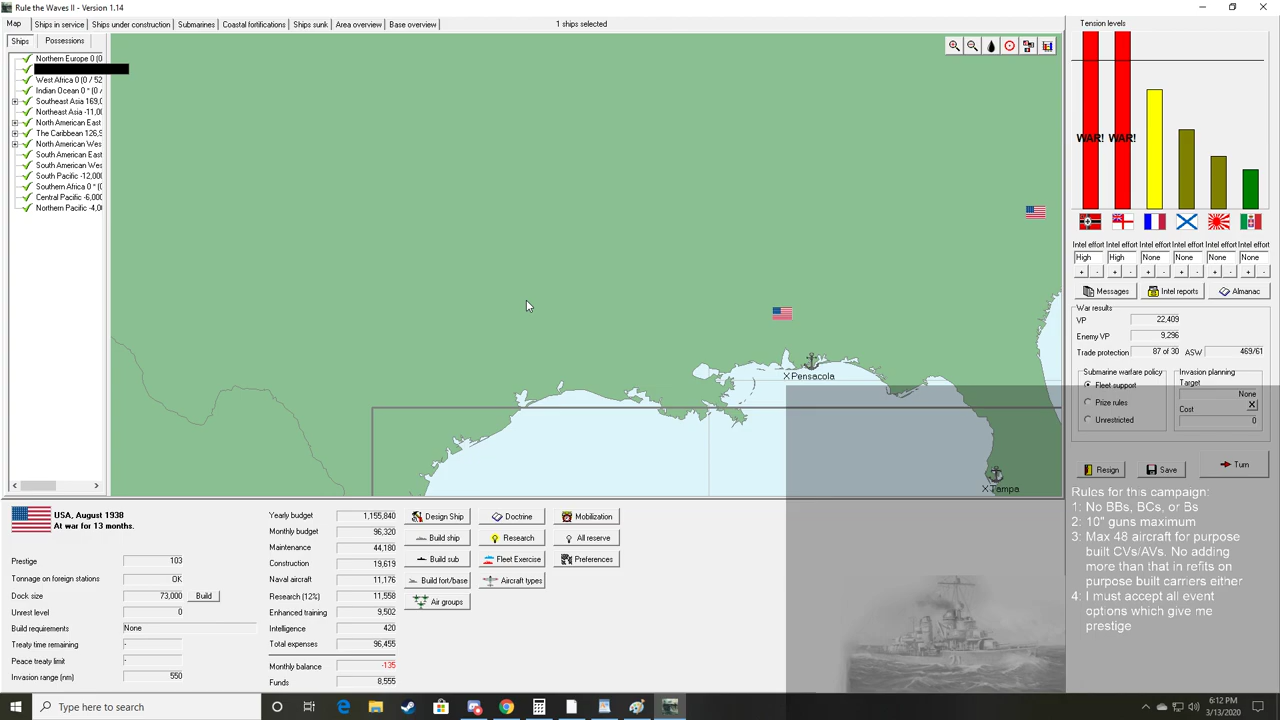 Rule the Waves II - Version 1.14
Map Ships in service Ships under construction Submarines Coastal fortifications Ships sunk Area overview Base overview 1 ships selected
Ships Possessions
Northern Europe 0 (0
West Africa 0 (0 / 52
Indian Ocean 0 * (0 /
Southeast Asia 169,0
Northeast Asia -11,00
North American East
The Caribbean 126,9
North American West
South American East
South American Wes
South Pacific -12,000
Southern Africa 0 * (0
Central Pacific -6,000
Northern Pacific -4,00
X Pensacola
X Tampa
Tension levels
WAR! WAR!
Intel effort Intel effort Intel effort Intel effort Intel effort Intel effort
High High None None None None
+ - + - + - + - + - + -
Messages Intel reports Almanac
War results
VP 22,409
Enemy VP 9,296
Trade protection 87 of 30 ASW 469/61
Submarine warfare policy
Fleet support
Prize rules
Unrestricted
Invasion planning
Target
None
Cost X
0
Resign Save Turn
Rules for this campaign:
1: No BBs, BCs, or Bs
2: 10" guns maximum
3: Max 48 aircraft for purpose
built CVs/AVs. No adding
more than that in refits on
purpose built carriers either
4: I must accept all event
options which give me
prestige
USA, August 1938
At war for 13 months.
Prestige 103
Tonnage on foreign stations OK
Dock size 73,000 Build
Unrest level 0
Build requirements None
Treaty time remaining -
Peace treaty limit -
Invasion range (nm) 550
Yearly budget 1,155,840
Monthly budget 96,320
Maintenance 44,180
Construction 19,619
Naval aircraft 11,176
Research (12%) 11,558
Enhanced training 9,502
Intelligence 420
Total expenses 96,455
Monthly balance -135
Funds 8,555
Design Ship Doctrine Mobilization
Build ship Research All reserve
Build sub Fleet Exercise Preferences
Build fort/base Aircraft types
Air groups
Type here to search
6:12 PM
3/13/2020